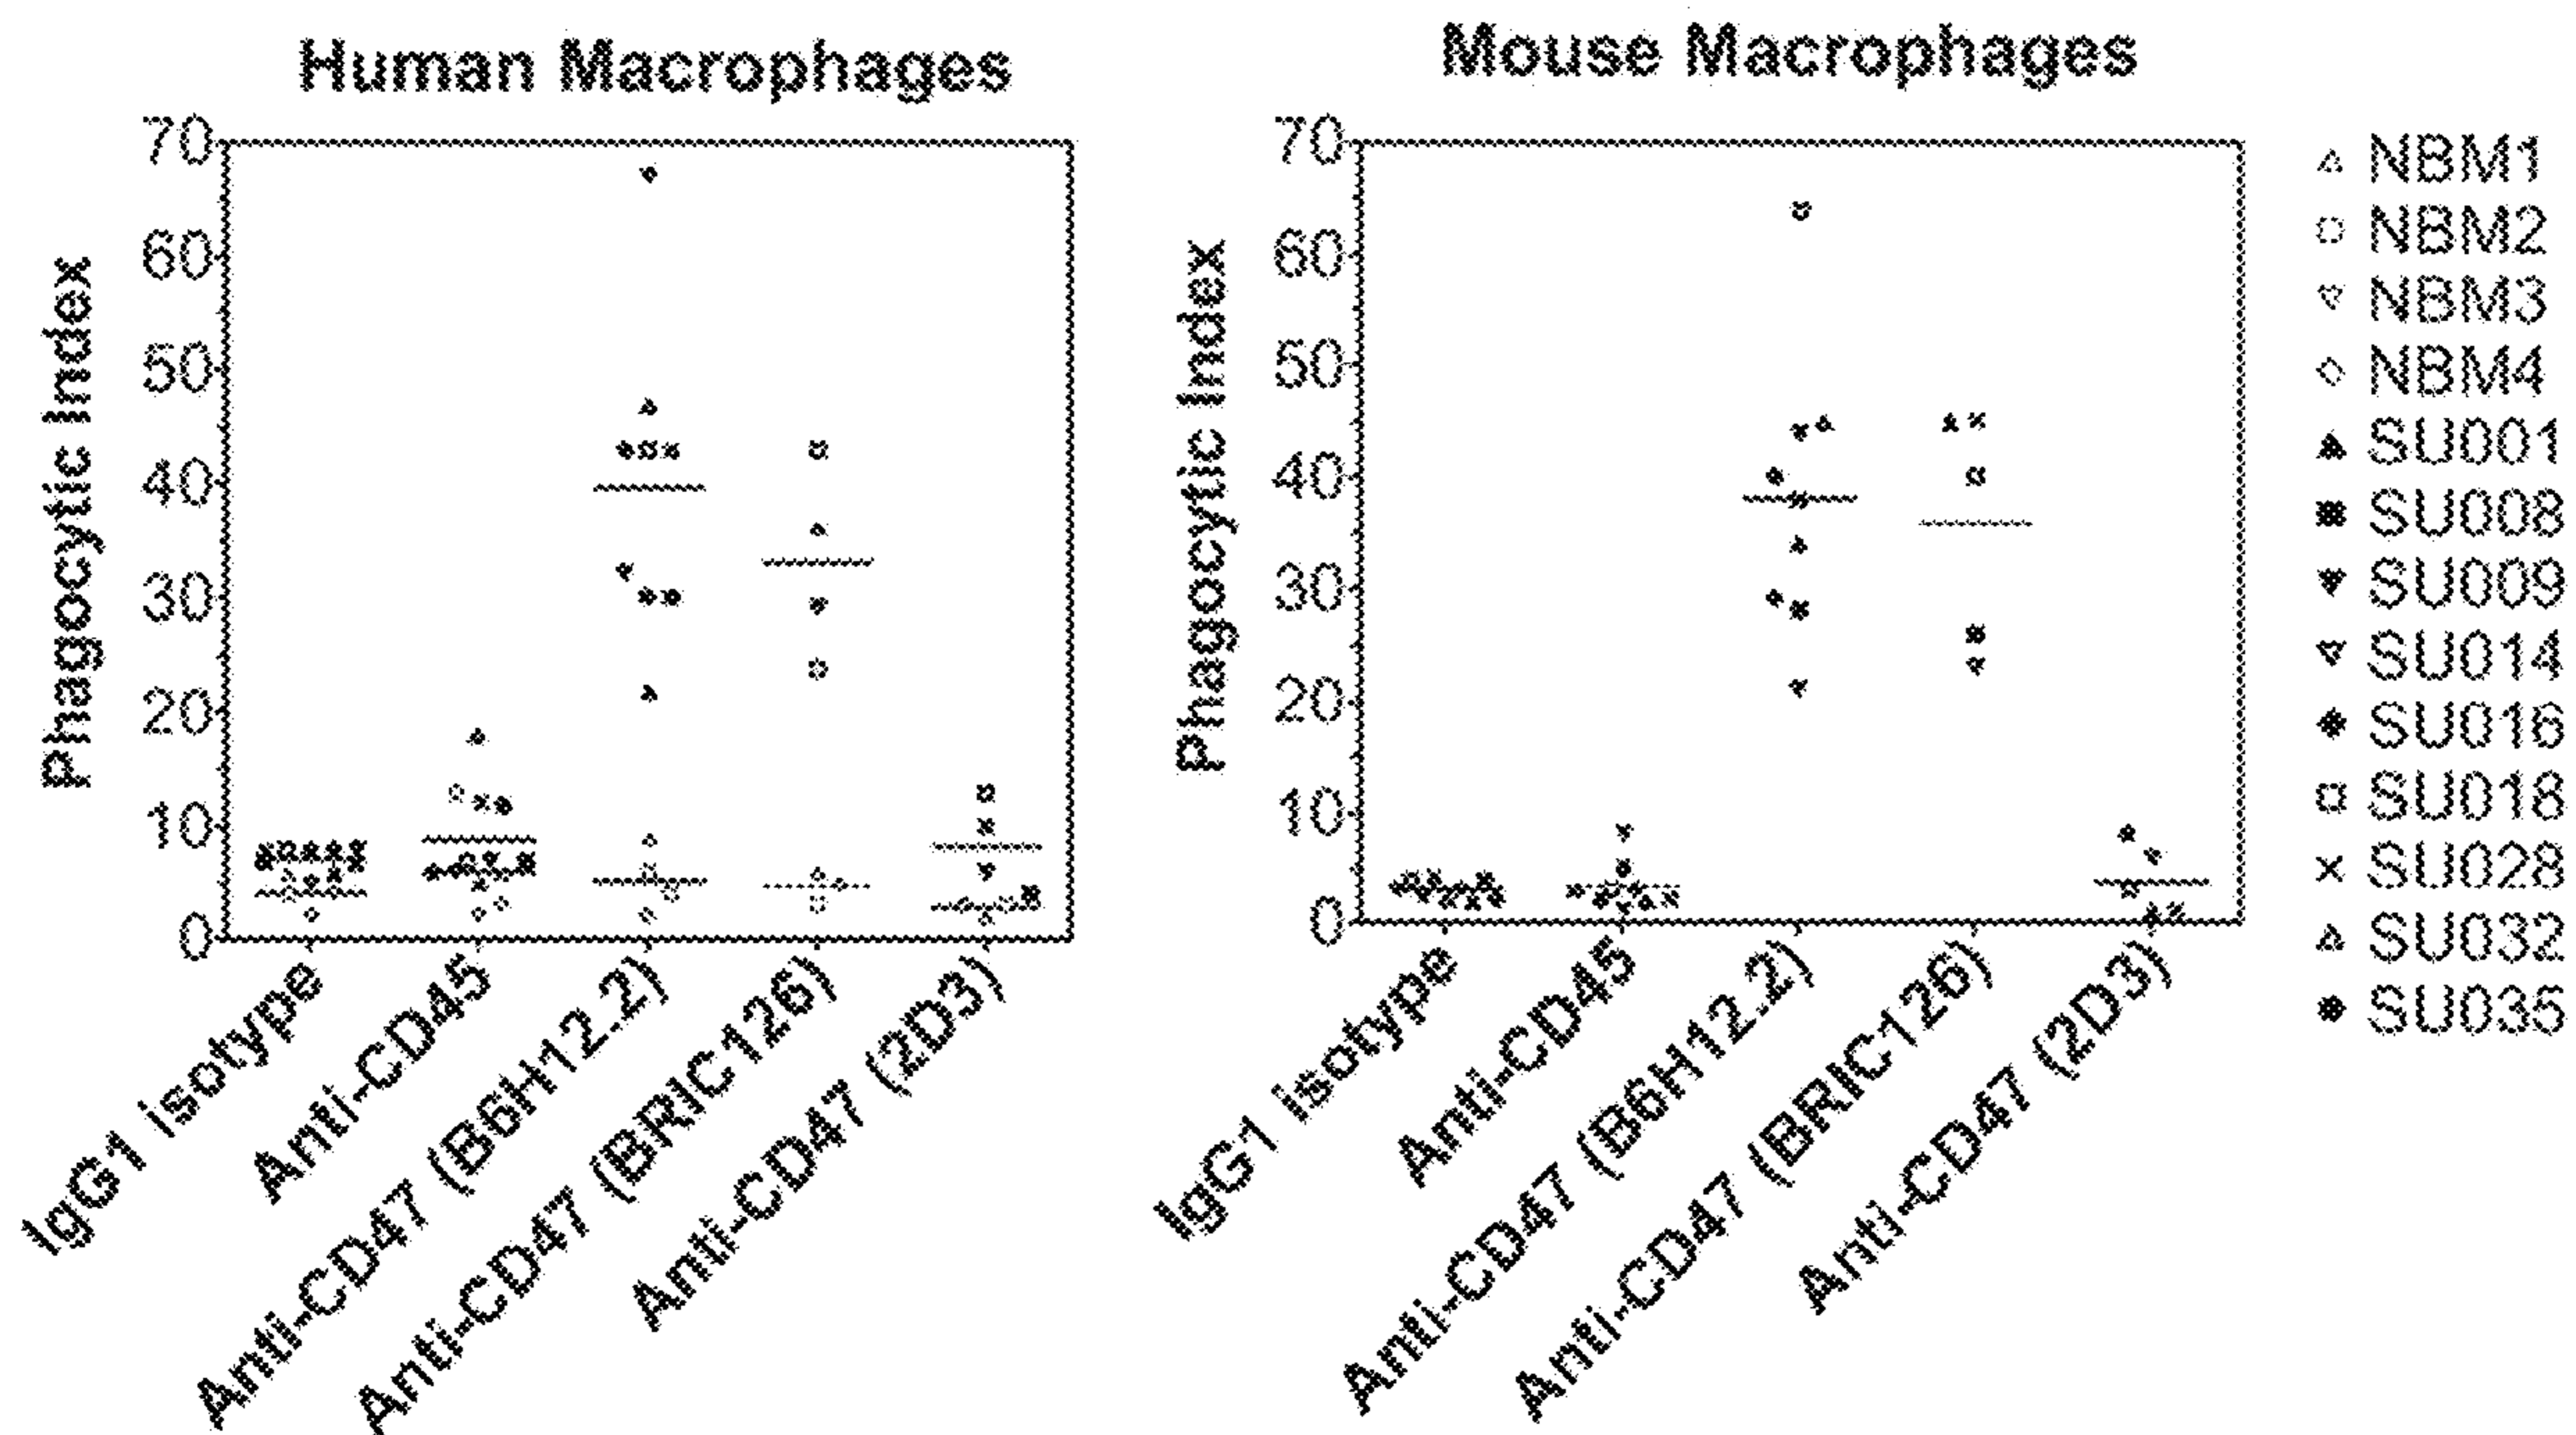 Human Macrophages
Phagocytic Index
70
60
50
40
30
20
10
0
IgG1 isotype
Anti-CD45
Anti-CD47 (B6H12.2)
Anti-CD47 (BRIC126)
Anti-CD47 (2D3)
Mouse Macrophages
Phagocytic Index
70
60
50
40
30
20
10
0
IgG1 isotype
Anti-CD45
Anti-CD47 (B6H12.2)
Anti-CD47 (BRIC126)
Anti-CD47 (2D3)
NBM1
NBM2
NBM3
NBM4
SU001
SU008
SU009
SU014
SU016
SU018
SU028
SU032
SU035